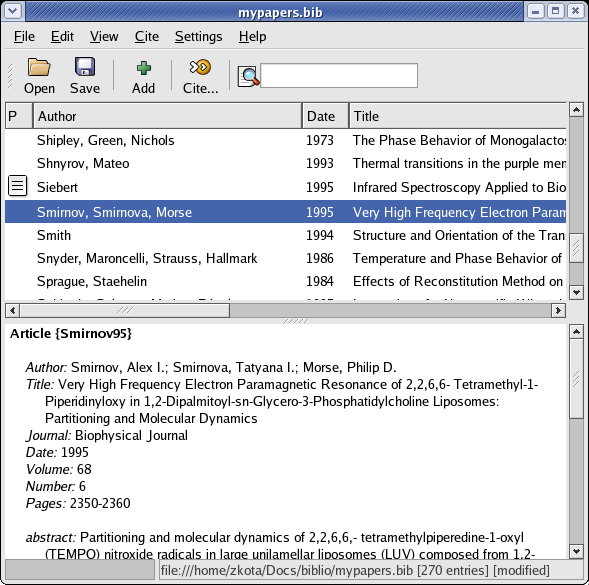 mypapers.bib
File Edit View Cite Settings Help
Open Save Add Cite...
P Author Date Title
Shipley, Green, Nichols 1973 The Phase Behavior of Monogalactos
Shnyrov, Mateo 1993 Thermal transitions in the purple mem
Siebert 1995 Infrared Spectroscopy Applied to Bio
Smirnov, Smirnova, Morse 1995 Very High Frequency Electron Param
Smith 1994 Structure and Orientation of the Tran
Snyder, Maroncelli, Strauss, Hallmark 1986 Temperature and Phase Behavior of
Sprague, Staehelin 1984 Effects of Reconstitution Method on
Article {Smirnov95}
Author: Smirnov, Alex I.; Smirnova, Tatyana I.; Morse, Philip D.
Title: Very High Frequency Electron Paramagnetic Resonance of 2,2,6,6- Tetramethyl-1-
Piperidinyloxy in 1,2-Dipalmitoyl-sn-Glycero-3-Phosphatidylcholine Liposomes:
Partitioning and Molecular Dynamics
Journal: Biophysical Journal
Date: 1995
Volume: 68
Number: 6
Pages: 2350-2360
abstract: Partitioning and molecular dynamics of 2,2,6,6,- tetramethylpiperedine-1-oxyl
(TEMPO) nitroxide radicals in large unilamellar liposomes (LUV) composed from 1,2-
file:///home/zkota/Docs/biblio/mypapers.bib [270 entries] [modified]